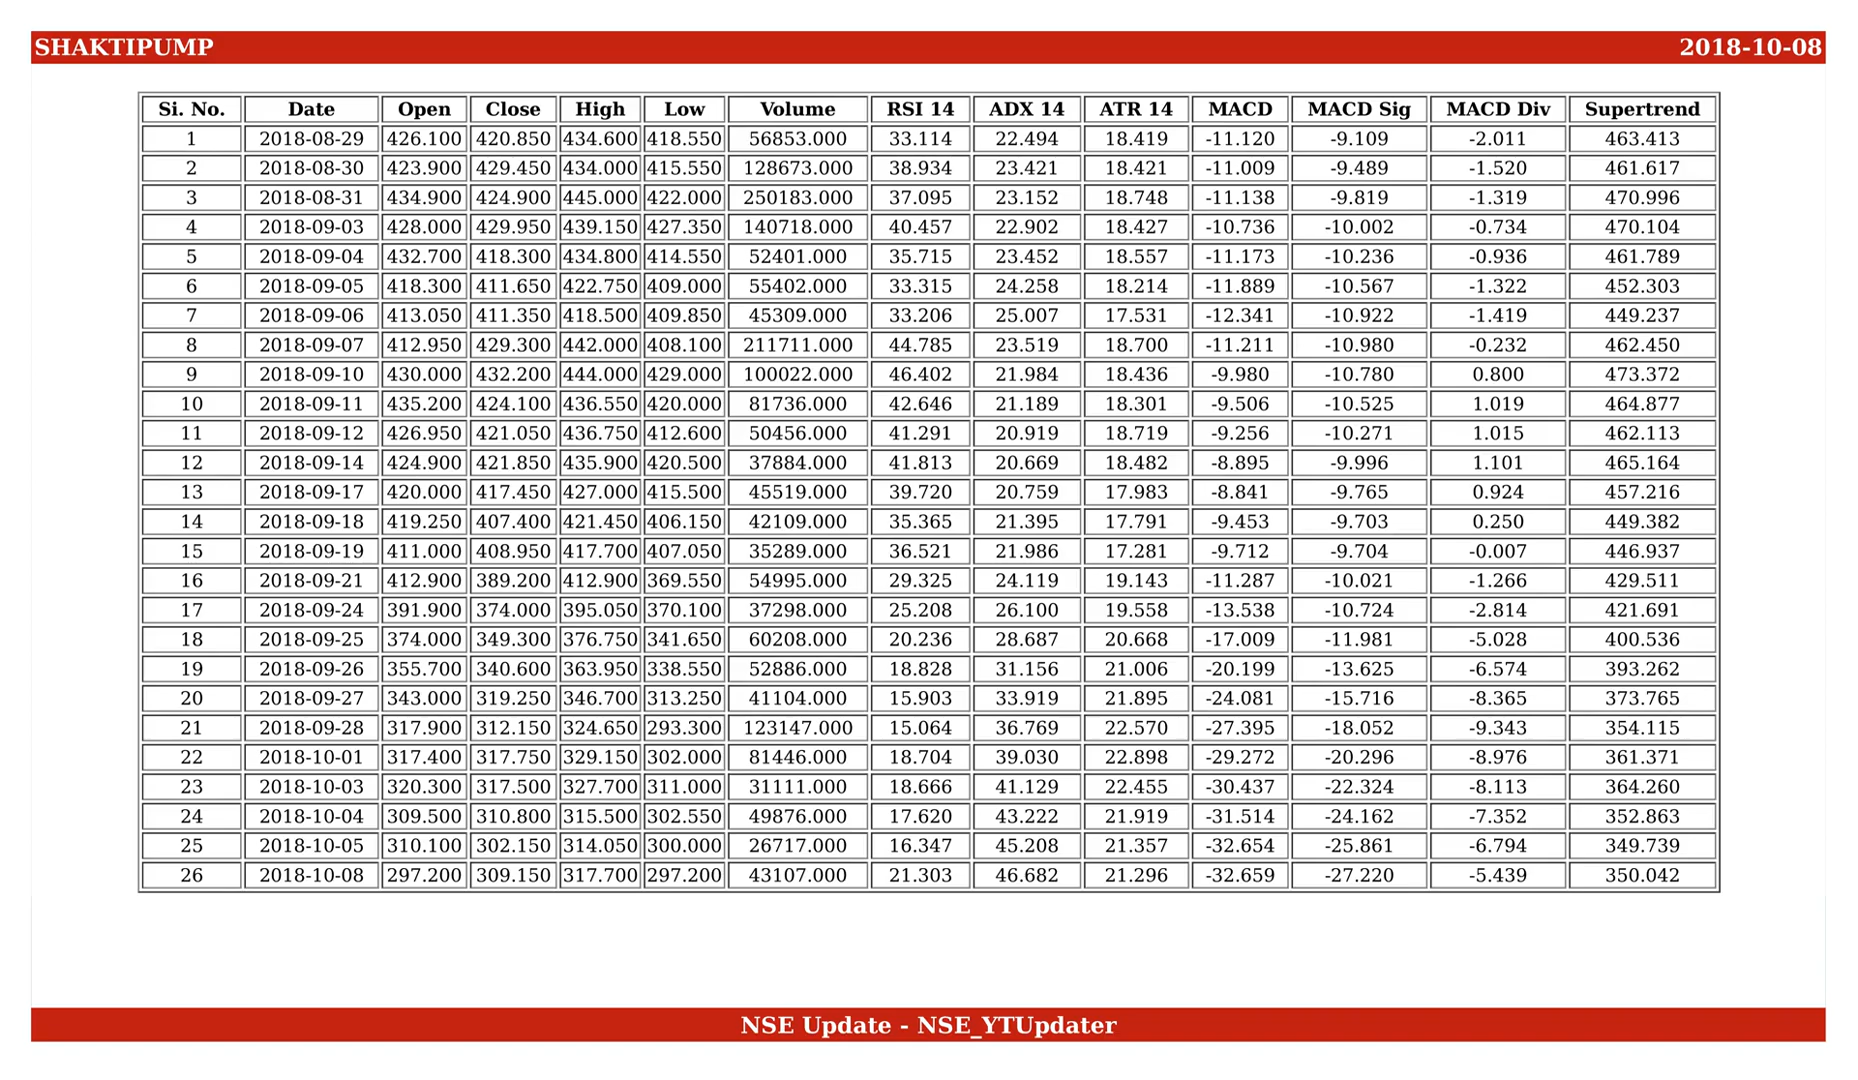 SHAKTIPUMP 2018-10-08
Si. No. Date Open Close High Low Volume RSI 14 ADX 14 ATR 14 MACD MACD Sig MACD Div Supertrend
1 2018-08-29 426.100 420.850 434.600 418.550 56853.000 33.114 22.494 18.419 -11.120 -9.109 -2.011 463.413
2 2018-08-30 423.900 429.450 434.000 415.550 128673.000 38.934 23.421 18.421 -11.009 -9.489 -1.520 461.617
3 2018-08-31 434.900 424.900 445.000 422.000 250183.000 37.095 23.152 18.748 -11.138 -9.819 -1.319 470.996
4 2018-09-03 428.000 429.950 439.150 427.350 140718.000 40.457 22.902 18.427 -10.736 -10.002 -0.734 470.104
5 2018-09-04 432.700 418.300 434.800 414.550 52401.000 35.715 23.452 18.557 -11.173 -10.236 -0.936 461.789
6 2018-09-05 418.300 411.650 422.750 409.000 55402.000 33.315 24.258 18.214 -11.889 -10.567 -1.322 452.303
7 2018-09-06 413.050 411.350 418.500 409.850 45309.000 33.206 25.007 17.531 -12.341 -10.922 -1.419 449.237
8 2018-09-07 412.950 429.300 442.000 408.100 211711.000 44.785 23.519 18.700 -11.211 -10.980 -0.232 462.450
9 2018-09-10 430.000 432.200 444.000 429.000 100022.000 46.402 21.984 18.436 -9.980 -10.780 0.800 473.372
10 2018-09-11 435.200 424.100 436.550 420.000 81736.000 42.646 21.189 18.301 -9.506 -10.525 1.019 464.877
11 2018-09-12 426.950 421.050 436.750 412.600 50456.000 41.291 20.919 18.719 -9.256 -10.271 1.015 462.113
12 2018-09-14 424.900 421.850 435.900 420.500 37884.000 41.813 20.669 18.482 -8.895 -9.996 1.101 465.164
13 2018-09-17 420.000 417.450 427.000 415.500 45519.000 39.720 20.759 17.983 -8.841 -9.765 0.924 457.216
14 2018-09-18 419.250 407.400 421.450 406.150 42109.000 35.365 21.395 17.791 -9.453 -9.703 0.250 449.382
15 2018-09-19 411.000 408.950 417.700 407.050 35289.000 36.521 21.986 17.281 -9.712 -9.704 -0.007 446.937
16 2018-09-21 412.900 389.200 412.900 369.550 54995.000 29.325 24.119 19.143 -11.287 -10.021 -1.266 429.511
17 2018-09-24 391.900 374.000 395.050 370.100 37298.000 25.208 26.100 19.558 -13.538 -10.724 -2.814 421.691
18 2018-09-25 374.000 349.300 376.750 341.650 60208.000 20.236 28.687 20.668 -17.009 -11.981 -5.028 400.536
19 2018-09-26 355.700 340.600 363.950 338.550 52886.000 18.828 31.156 21.006 -20.199 -13.625 -6.574 393.262
20 2018-09-27 343.000 319.250 346.700 313.250 41104.000 15.903 33.919 21.895 -24.081 -15.716 -8.365 373.765
21 2018-09-28 317.900 312.150 324.650 293.300 123147.000 15.064 36.769 22.570 -27.395 -18.052 -9.343 354.115
22 2018-10-01 317.400 317.750 329.150 302.000 81446.000 18.704 39.030 22.898 -29.272 -20.296 -8.976 361.371
23 2018-10-03 320.300 317.500 327.700 311.000 31111.000 18.666 41.129 22.455 -30.437 -22.324 -8.113 364.260
24 2018-10-04 309.500 310.800 315.500 302.550 49876.000 17.620 43.222 21.919 -31.514 -24.162 -7.352 352.863
25 2018-10-05 310.100 302.150 314.050 300.000 26717.000 16.347 45.208 21.357 -32.654 -25.861 -6.794 349.739
26 2018-10-08 297.200 309.150 317.700 297.200 43107.000 21.303 46.682 21.296 -32.659 -27.220 -5.439 350.042
NSE Update - NSE_YTUpdater